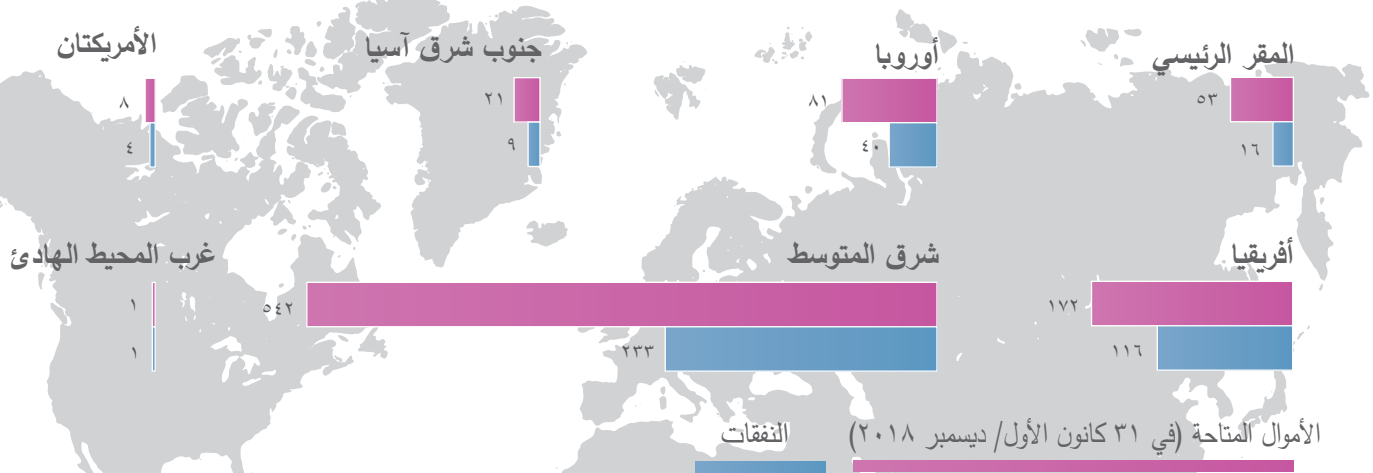 المقر الرئيسي
٥٣
١٦
أوروبا
٨١
٤٠
جنوب شرق آسيا
٢١
٩
الأمريكتان
٨
٤
أفريقيا
١٧٢
١١٦
شرق المتوسط
٥٤٢
٢٣٣
غرب المحيط الهادئ
١
١
الأموال المتاحة (في ٣١ كانون الأول/ ديسمبر ٢٠١٨)
النفقات